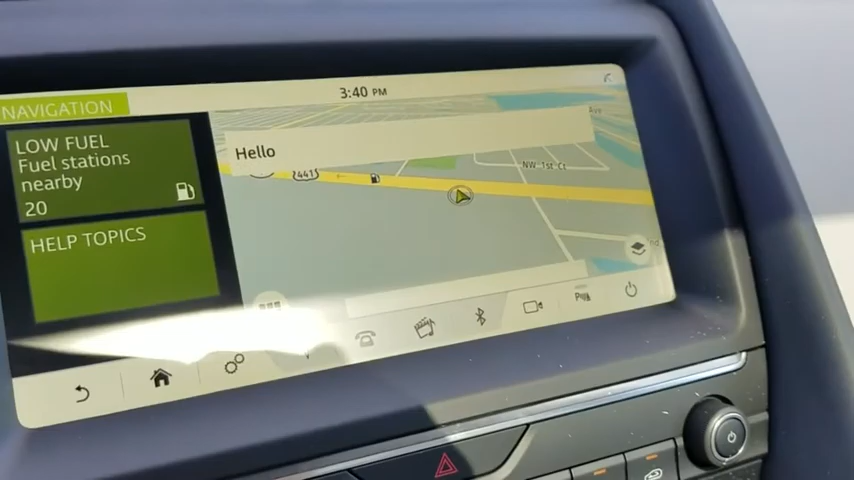 3:40 PM
NAVIGATION
LOW FUEL
Fuel stations
nearby
20
HELP TOPICS
Hello
441
NW 1st Ct
Ave